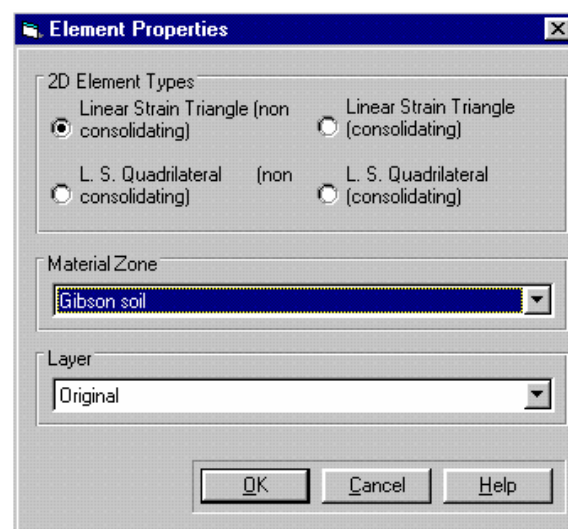 Element Properties
2D Element Types
Linear Strain Triangle (non
consolidating)
Linear Strain Triangle
(consolidating)
L. S. Quadrilateral (non
consolidating)
L. S. Quadrilateral
(consolidating)
Material Zone
Gibson soil
Layer
Original
OK
Cancel
Help